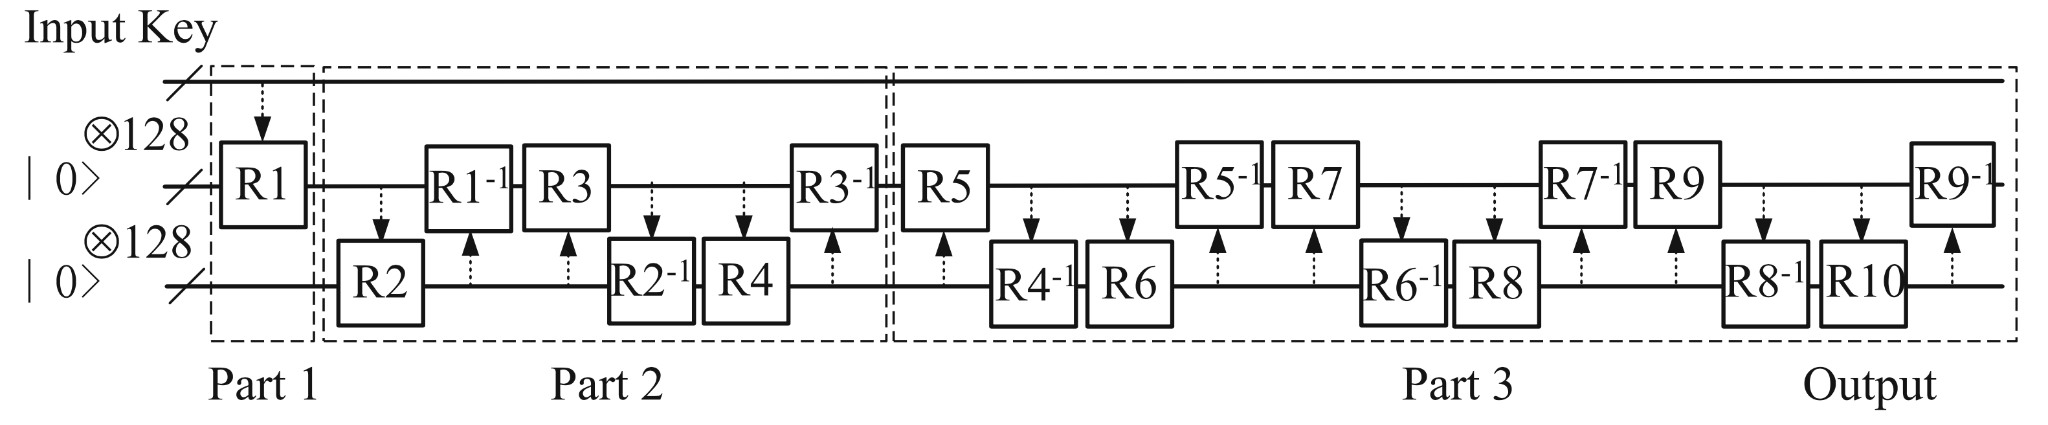 Input Key
⊗128
| 0⟩ R1 R1⁻¹ R3 R3⁻¹ R5 R5⁻¹ R7 R7⁻¹ R9 R9⁻¹
⊗128
| 0⟩ R2 R2⁻¹ R4 R4⁻¹ R6 R6⁻¹ R8 R8⁻¹ R10
Part 1 Part 2 Part 3 Output